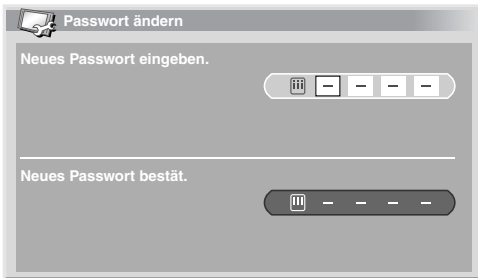 Passwort ändern
Neues Passwort eingeben.
– – – –
Neues Passwort bestät.
– – – –